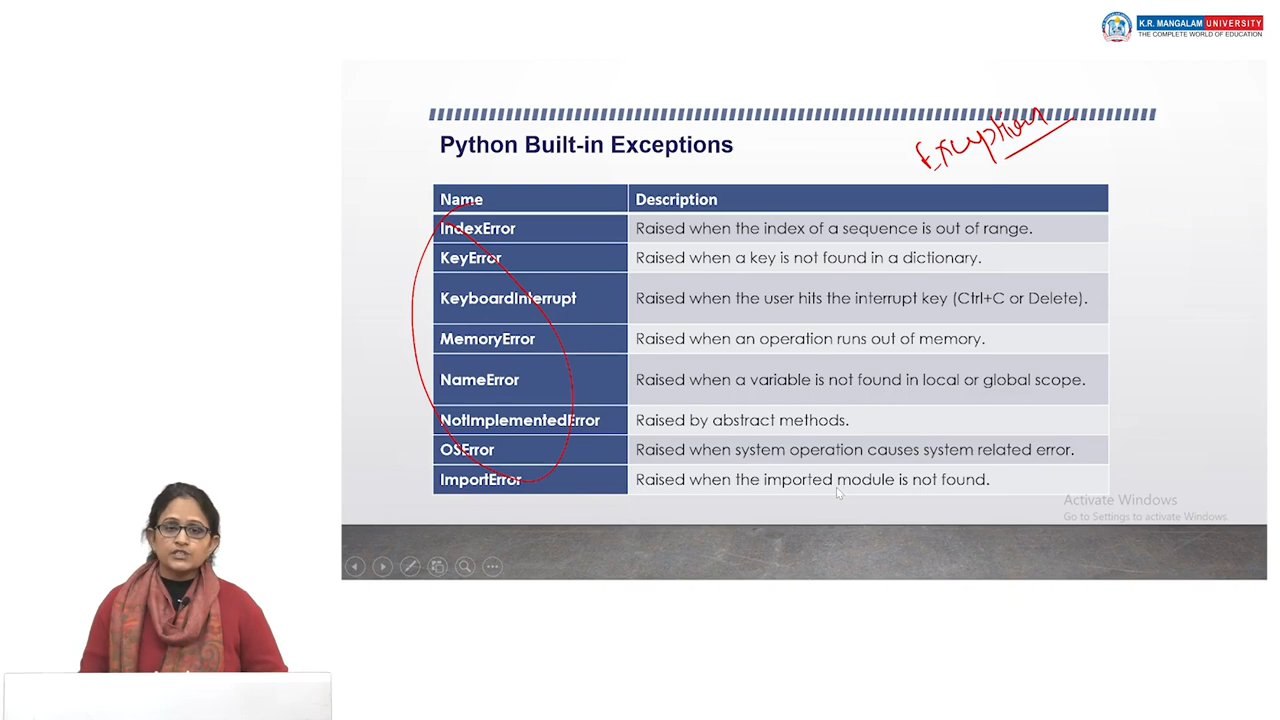 K.R. MANGALAM UNIVERSITY
THE COMPLETE WORLD OF EDUCATION
Exception
Python Built-in Exceptions
Name Description
IndexError Raised when the index of a sequence is out of range.
KeyError Raised when a key is not found in a dictionary.
KeyboardInterrupt Raised when the user hits the interrupt key (Ctrl+C or Delete).
MemoryError Raised when an operation runs out of memory.
NameError Raised when a variable is not found in local or global scope.
NotImplementedError Raised by abstract methods.
OSError Raised when system operation causes system related error.
ImportError Raised when the imported module is not found.
Activate Windows
Go to Settings to activate Windows.